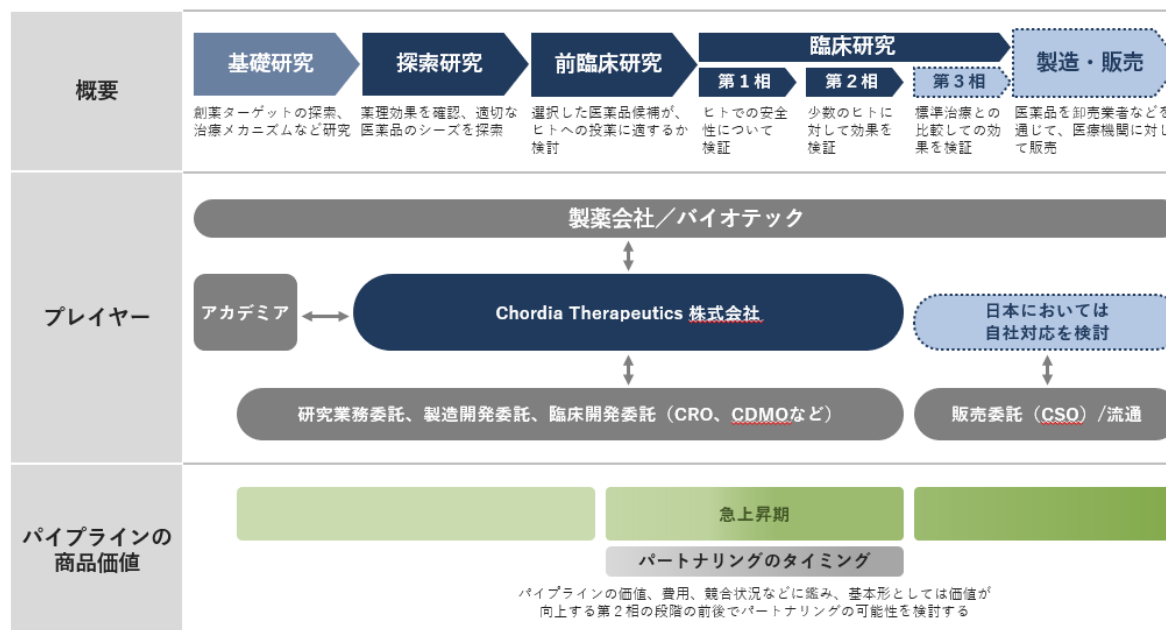 概要
基礎研究
探索研究
前臨床研究
臨床研究
第1相
第2相
第3相
製造・販売
創薬ターゲットの探索、
治療メカニズムなど研究
薬理効果を確認、適切な
医薬品のシーズを探索
選択した医薬品候補が、
ヒトへの投薬に適するか
検討
ヒトでの安全
性について
検証
少数のヒトに
対して効果を
検証
標準治療との
比較しての効
果を検証
医薬品を卸売業者などを
通じて、医療機関に対し
て販売
プレイヤー
製薬会社/バイオテック
アカデミア
Chordia Therapeutics 株式会社
日本においては
自社対応を検討
研究業務委託、製造開発委託、臨床開発委託（CRO、CDMOなど）
販売委託（CSO）/流通
パイプラインの
商品価値
急上昇期
パートナリングのタイミング
パイプラインの価値、費用、競合状況などに鑑み、基本形としては価値が
向上する第2相の段階の前後でパートナリングの可能性を検討する